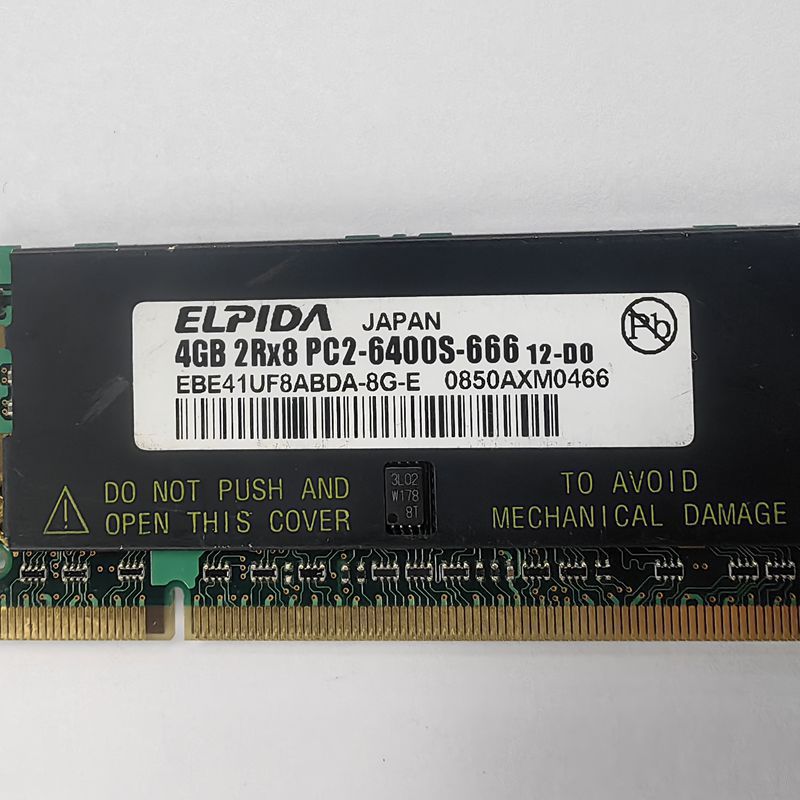 ELPIDA JAPAN
4GB 2Rx8 PC2-6400S-666 12-D0
EBE41UF8ABDA-8G-E 0850AXM0466
Pb
DO NOT PUSH AND
OPEN THIS COVER
3L02
W178
8T
TO AVOID
MECHANICAL DAMAGE